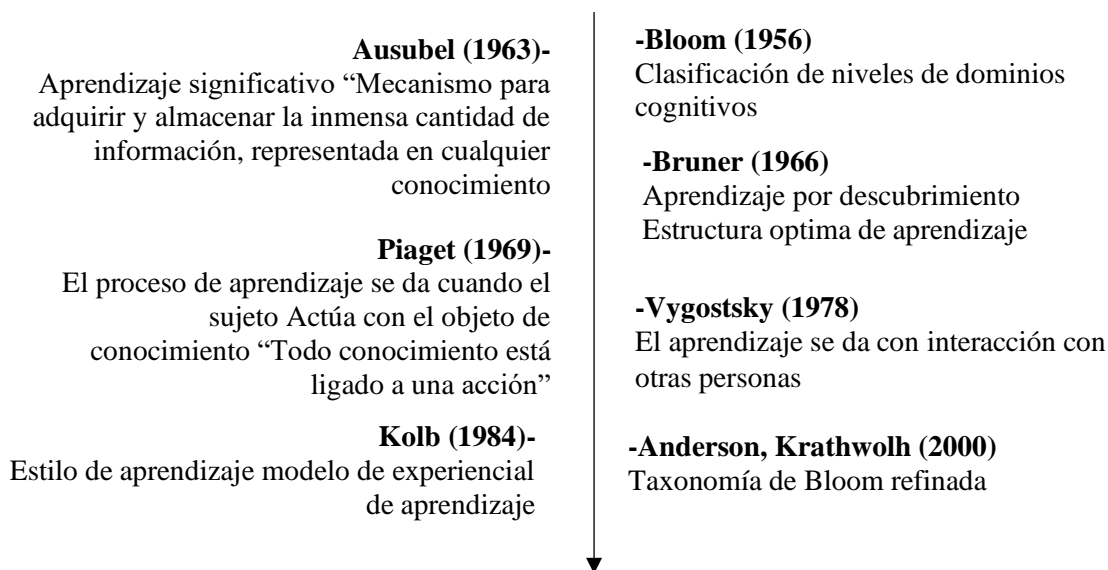 Ausubel (1963)-
Aprendizaje significativo “Mecanismo para
adquirir y almacenar la inmensa cantidad de
información, representada en cualquier
conocimiento
Piaget (1969)-
El proceso de aprendizaje se da cuando el
sujeto Actúa con el objeto de
conocimiento “Todo conocimiento está
ligado a una acción”
Kolb (1984)-
Estilo de aprendizaje modelo de experiencial
de aprendizaje
-Bloom (1956)
Clasificación de niveles de dominios
cognitivos
-Bruner (1966)
Aprendizaje por descubrimiento
Estructura optima de aprendizaje
-Vygostsky (1978)
El aprendizaje se da con interacción con
otras personas
-Anderson, Krathwolh (2000)
Taxonomía de Bloom refinada